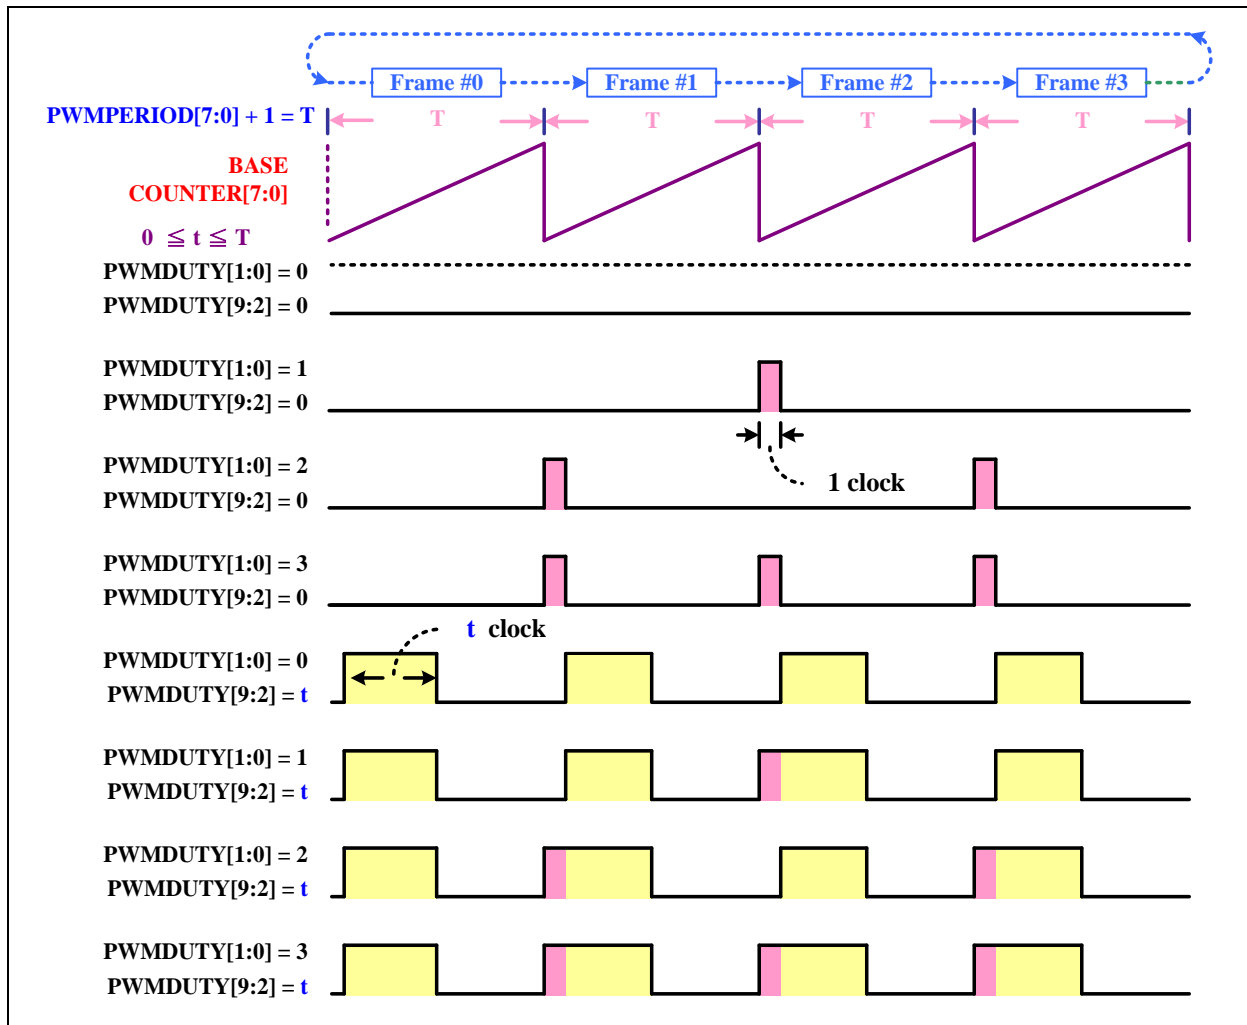 Frame #0 Frame #1 Frame #2 Frame #3
PWMPERIOD[7:0] + 1 = T T T T T
BASE
COUNTER[7:0]
0 ≦ t ≦ T
PWMDUTY[1:0] = 0
PWMDUTY[9:2] = 0
PWMDUTY[1:0] = 1
PWMDUTY[9:2] = 0
1 clock
PWMDUTY[1:0] = 2
PWMDUTY[9:2] = 0
PWMDUTY[1:0] = 3
PWMDUTY[9:2] = 0
t clock
PWMDUTY[1:0] = 0
PWMDUTY[9:2] = t
PWMDUTY[1:0] = 1
PWMDUTY[9:2] = t
PWMDUTY[1:0] = 2
PWMDUTY[9:2] = t
PWMDUTY[1:0] = 3
PWMDUTY[9:2] = t